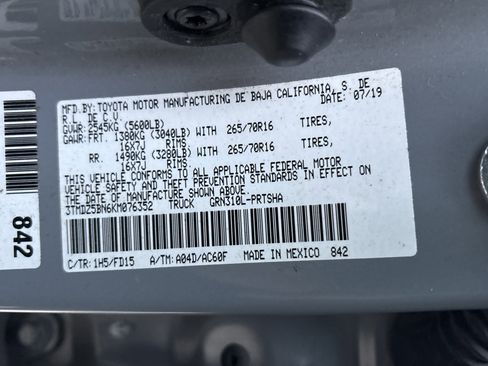 MFD.BY:TOYOTA MOTOR MANUFACTURING DE BAJA CALIFORNIA, S. DE
R.L. DE C.V. DATE: 07/19
GVWR:2545KG (5600LB)
GAWR:FRT. 1380KG (3040LB) WITH 265/70R16 TIRES,
16X7J RIMS,
RR. 1490KG (3280LB) WITH 265/70R16 TIRES,
16X7J RIMS.
THIS VEHICLE CONFORMS TO ALL APPLICABLE FEDERAL MOTOR
VEHICLE SAFETY AND THEFT PREVENTION STANDARDS IN EFFECT ON
THE DATE OF MANUFACTURE SHOWN ABOVE.
3TMDZ5BN6KM076352 TRUCK GRN310L-PRTSHA
C/TR:1H5/FD15 A/TM:A04D/AC60F MADE IN MEXICO 842
842